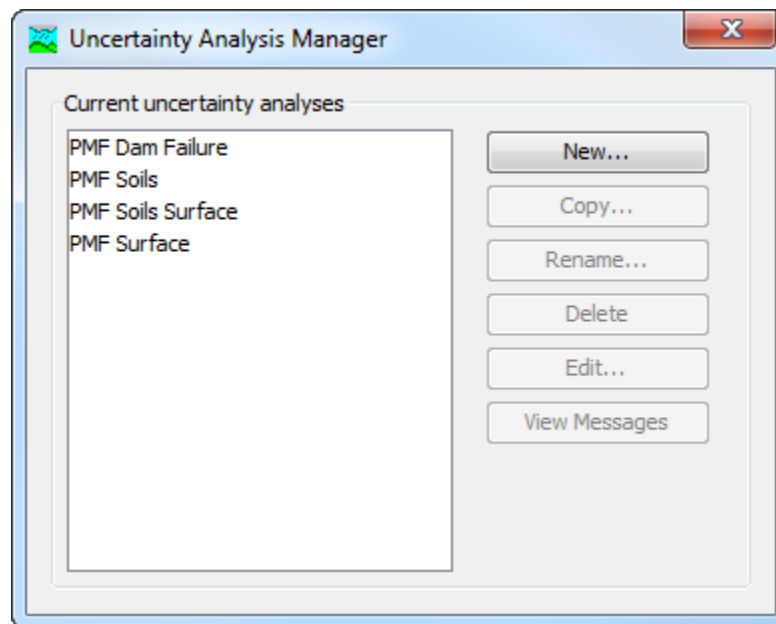 Uncertainty Analysis Manager
Current uncertainty analyses
PMF Dam Failure
PMF Soils
PMF Soils Surface
PMF Surface
New...
Copy...
Rename...
Delete
Edit...
View Messages